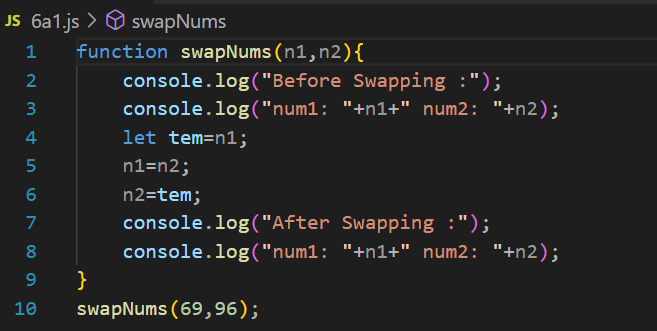 JS 6a1.js > swapNums
1 function swapNums(n1,n2){
2 console.log("Before Swapping :");
3 console.log("num1: "+n1+" num2: "+n2);
4 let tem=n1;
5 n1=n2;
6 n2=tem;
7 console.log("After Swapping :");
8 console.log("num1: "+n1+" num2: "+n2);
9 }
10 swapNums(69,96);